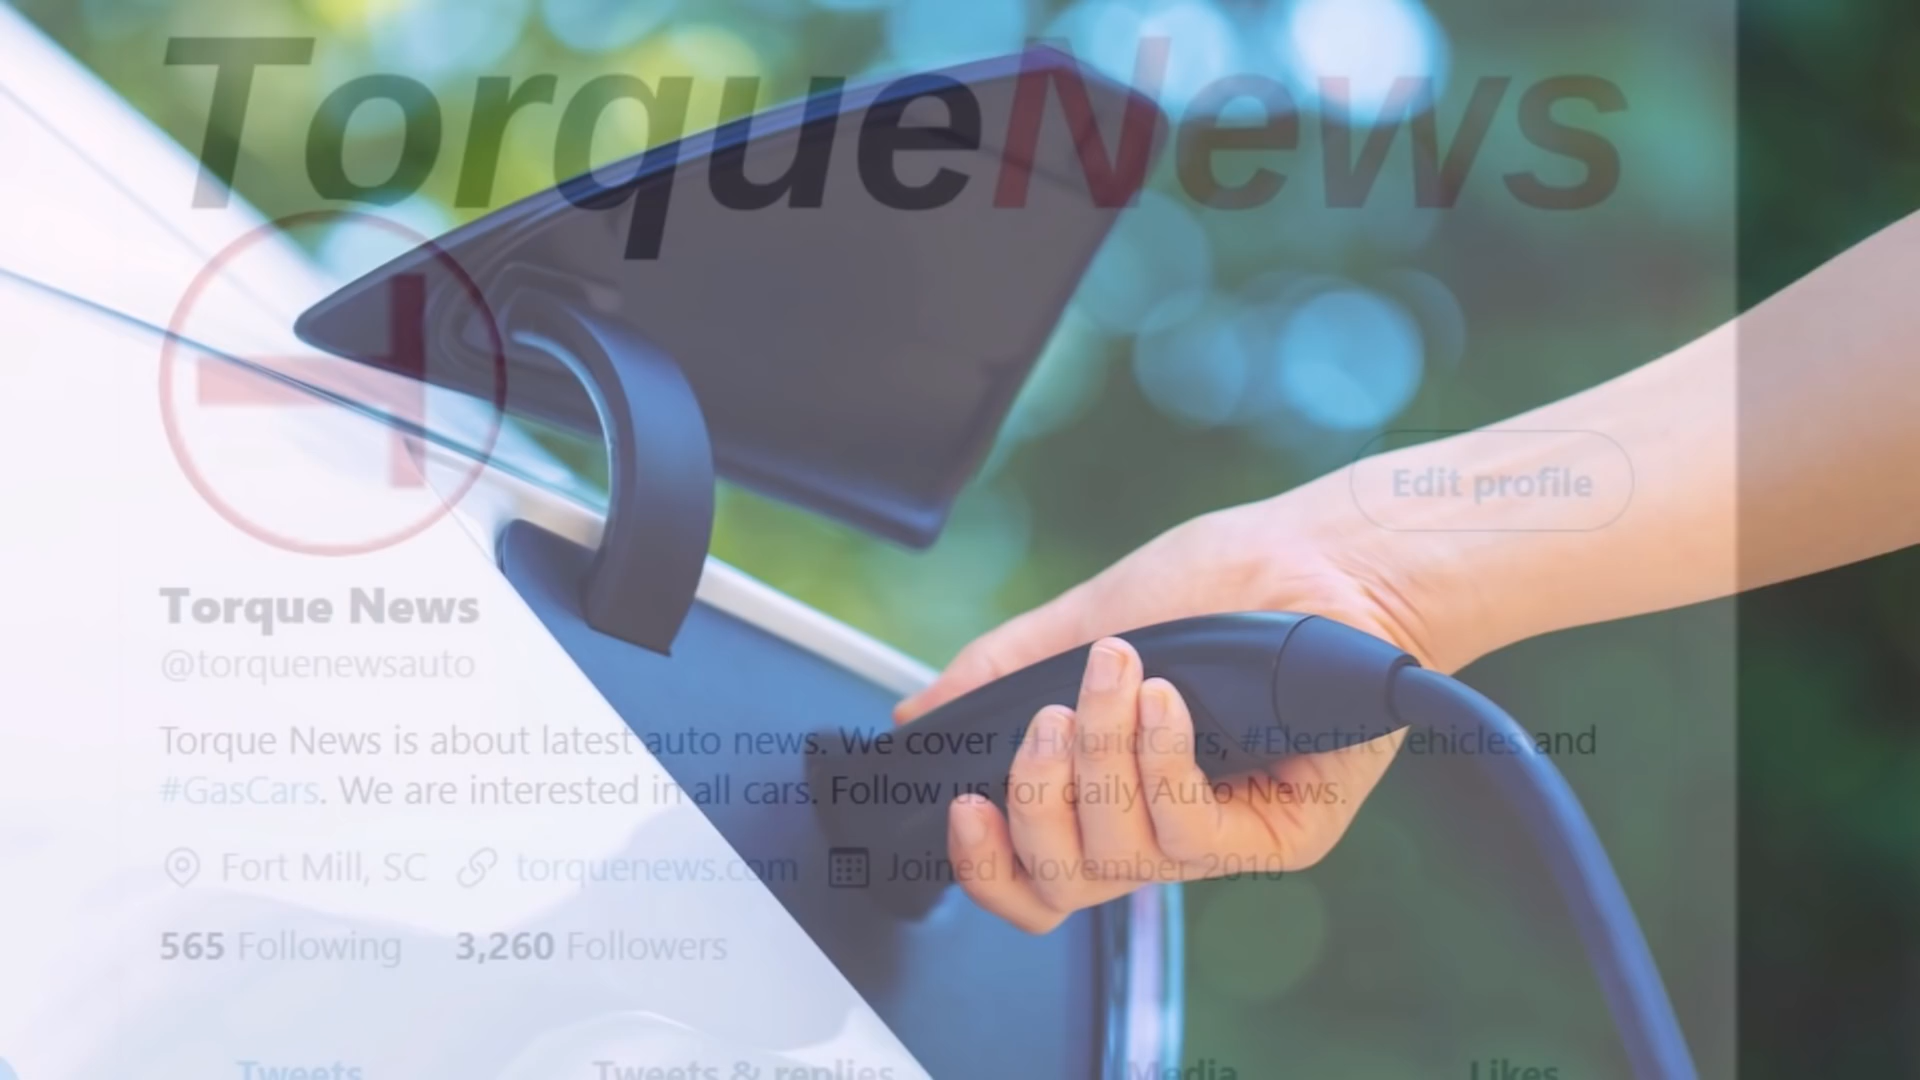 TorqueNews
Edit profile
Torque News
@torquenewsauto
Torque News is about latest auto news. We cover #HybridCars, #ElectricVehicles and
#GasCars. We are interested in all cars. Follow us for daily Auto News.
Fort Mill, SC torquenews.com Joined November 2010
565 Following 3,260 Followers
Tweets Tweets & replies Media Likes